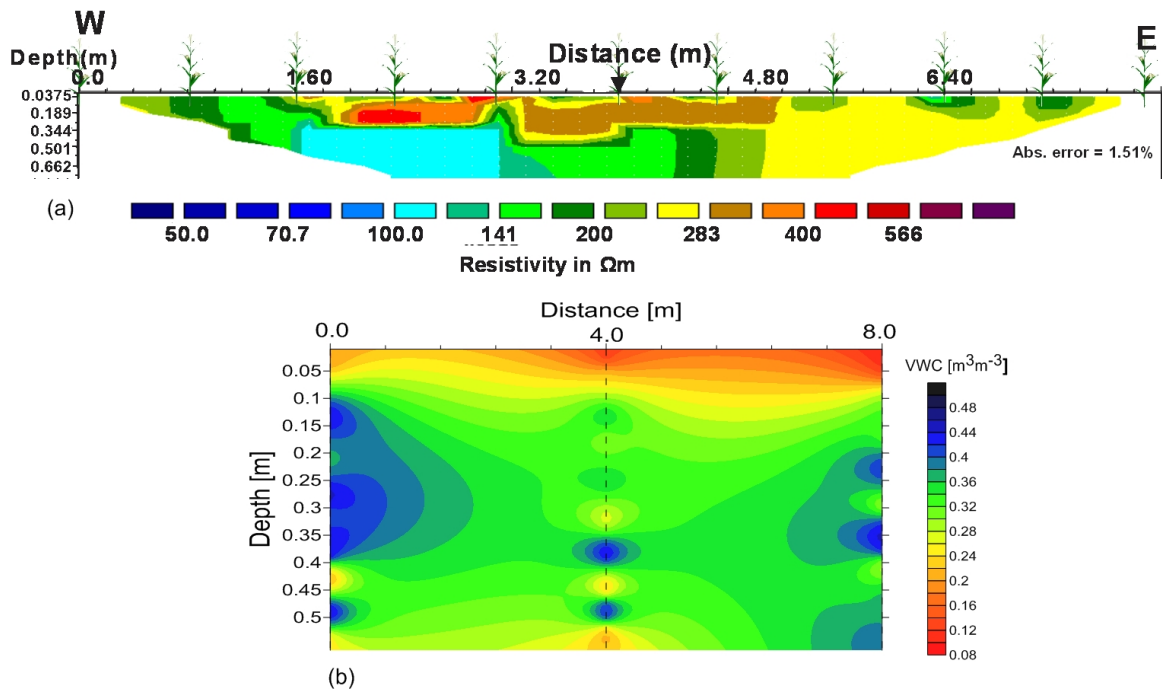 W
E
Depth(m)
Distance (m)
0.0 1.60 3.20 4.80 6.40
0.0375
0.189
0.344
0.501
0.662
Abs. error = 1.51%
(a)
50.0 70.7 100.0 141 200 283 400 566
Resistivity in Ωm
Distance [m]
0.0 4.0 8.0
Depth [m]
0.05
0.1
0.15
0.2
0.25
0.3
0.35
0.4
0.45
0.5
VWC [m³m⁻³]
0.48
0.44
0.4
0.36
0.32
0.28
0.24
0.2
0.16
0.12
0.08
(b)